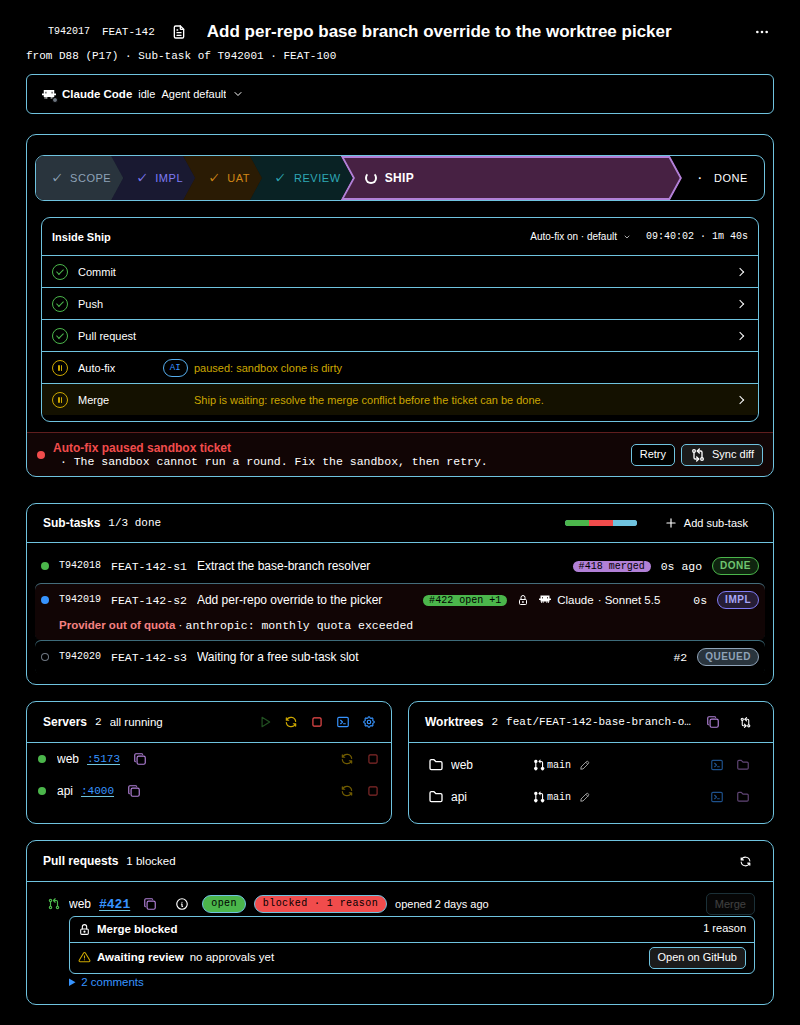 T942017 FEAT-142 Add per-repo base branch override to the worktree picker
from D88 (P17) · Sub-task of T942001 · FEAT-100
Claude Code idle Agent default
SCOPE IMPL UAT REVIEW SHIP · DONE
Inside Ship Auto-fix on · default 09:40:02 · 1m 40s
Commit
Push
Pull request
Auto-fix AI paused: sandbox clone is dirty
Merge Ship is waiting: resolve the merge conflict before the ticket can be done.
Auto-fix paused sandbox ticket
· The sandbox cannot run a round. Fix the sandbox, then retry.
Retry Sync diff
Sub-tasks 1/3 done Add sub-task
T942018 FEAT-142-s1 Extract the base-branch resolver #418 merged 0s ago DONE
T942019 FEAT-142-s2 Add per-repo override to the picker #422 open +1 Claude · Sonnet 5.5 0s IMPL
Provider out of quota · anthropic: monthly quota exceeded
T942020 FEAT-142-s3 Waiting for a free sub-task slot #2 QUEUED
Servers 2 all running
web :5173
api :4000
Worktrees 2 feat/FEAT-142-base-branch-o…
web main
api main
Pull requests 1 blocked
web #421 open blocked · 1 reason opened 2 days ago Merge
Merge blocked 1 reason
Awaiting review no approvals yet Open on GitHub
2 comments